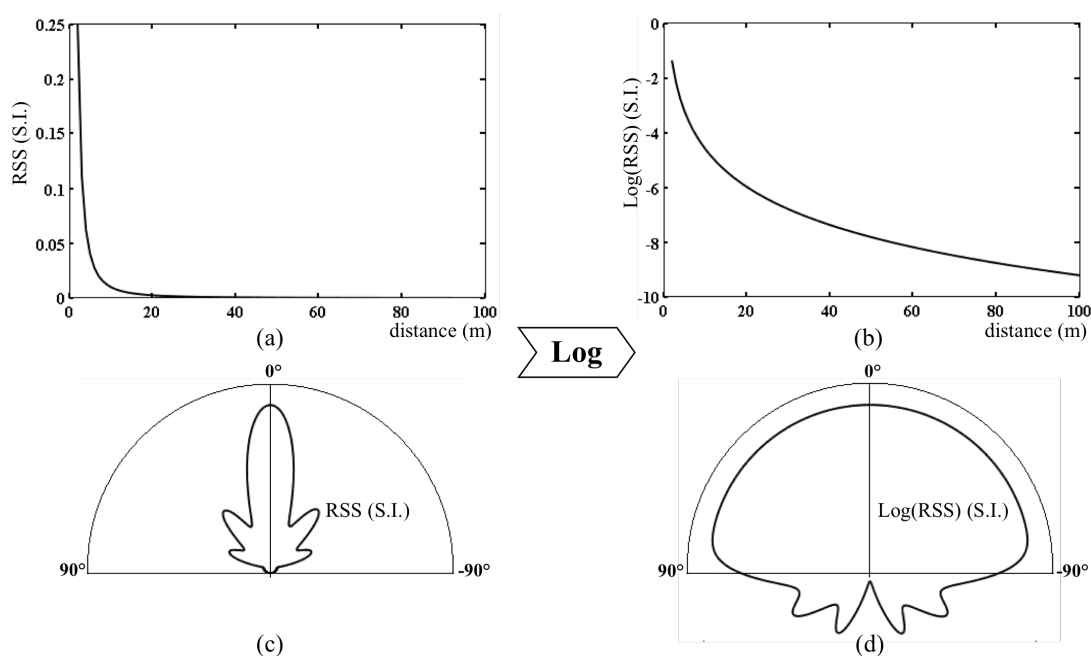 0.25
0.2
0.15
0.1
0.05
0
RSS (S.I.)
0 20 40 60 80 100
distance (m)
(a)
0
-2
-4
-6
-8
-10
Log(RSS) (S.I.)
0 20 40 60 80 100
distance (m)
(b)
Log
0°
RSS (S.I.)
90° -90°
(c)
0°
Log(RSS) (S.I.)
90° -90°
(d)